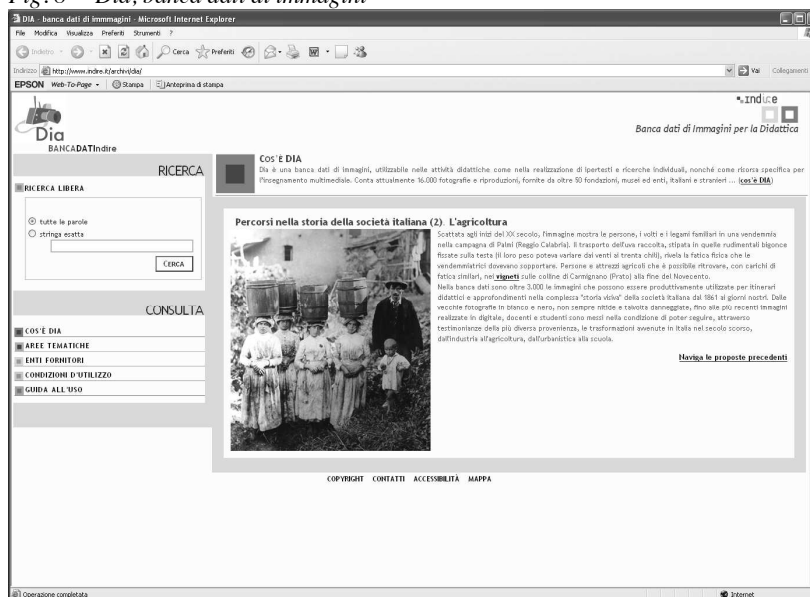 Fig. 8 – Dia, banca dati di immagini
DIA - banca dati di immmagini - Microsoft Internet Explorer
File Modifica Visualizza Preferiti Strumenti ?
Indietro Cerca Preferiti
Indirizzo http://www.indire.it/archivi/dia/ Vai Collegamenti
EPSON Web-To-Page Stampa Anteprima di stampa
Dia
BANCADATIndire
indice
Banca dati di Immagini per la Didattica
RICERCA
RICERCA LIBERA
tutte le parole
stringa esatta
CERCA
CONSULTA
COS'È DIA
AREE TEMATICHE
ENTI FORNITORI
CONDIZIONI D'UTILIZZO
GUIDA ALL'USO
COS'È DIA
Dia è una banca dati di immagini, utilizzabile nelle attività didattiche come nella realizzazione di ipertesti e ricerche individuali, nonché come risorsa specifica per
l'insegnamento multimediale. Conta attualmente 16.000 fotografie e riproduzioni, fornite da oltre 50 fondazioni, musei ed enti, italiani e stranieri ... (cos'è DIA)
Percorsi nella storia della società italiana (2). L'agricoltura
Scattata agli inizi del XX secolo, l'immagine mostra le persone, i volti e i legami familiari in una vendemmia
nella campagna di Palmi (Reggio Calabria). Il trasporto dell'uva raccolta, stipata in quelle rudimentali bigonce
fissate sulla testa (il loro peso poteva variare dai venti ai trenta chili), rivela la fatica fisica che le
vendemmiatrici dovevano sopportare. Persone e attrezzi agricoli che è possibile ritrovare, con carichi di
fatica similari, nei vigneti sulle colline di Carmignano (Prato) alla fine del Novecento.
Nella banca dati sono oltre 3.000 le immagini che possono essere produttivamente utilizzate per itinerari
didattici e approfondimenti nella complessa "storia visiva" della società italiana dal 1861 ai giorni nostri. Dalle
vecchie fotografie in bianco e nero, non sempre nitide e talvolta danneggiate, fino alle più recenti immagini
realizzate in digitale, docenti e studenti sono messi nella condizione di poter seguire, attraverso
testimonianze della più diversa provenienza, le trasformazioni avvenute in Italia nel secolo scorso,
dall'industria all'agricoltura, dall'urbanistica alla scuola.
Naviga le proposte precedenti
COPYRIGHT CONTATTI ACCESSIBILITÀ MAPPA
Operazione completata Internet